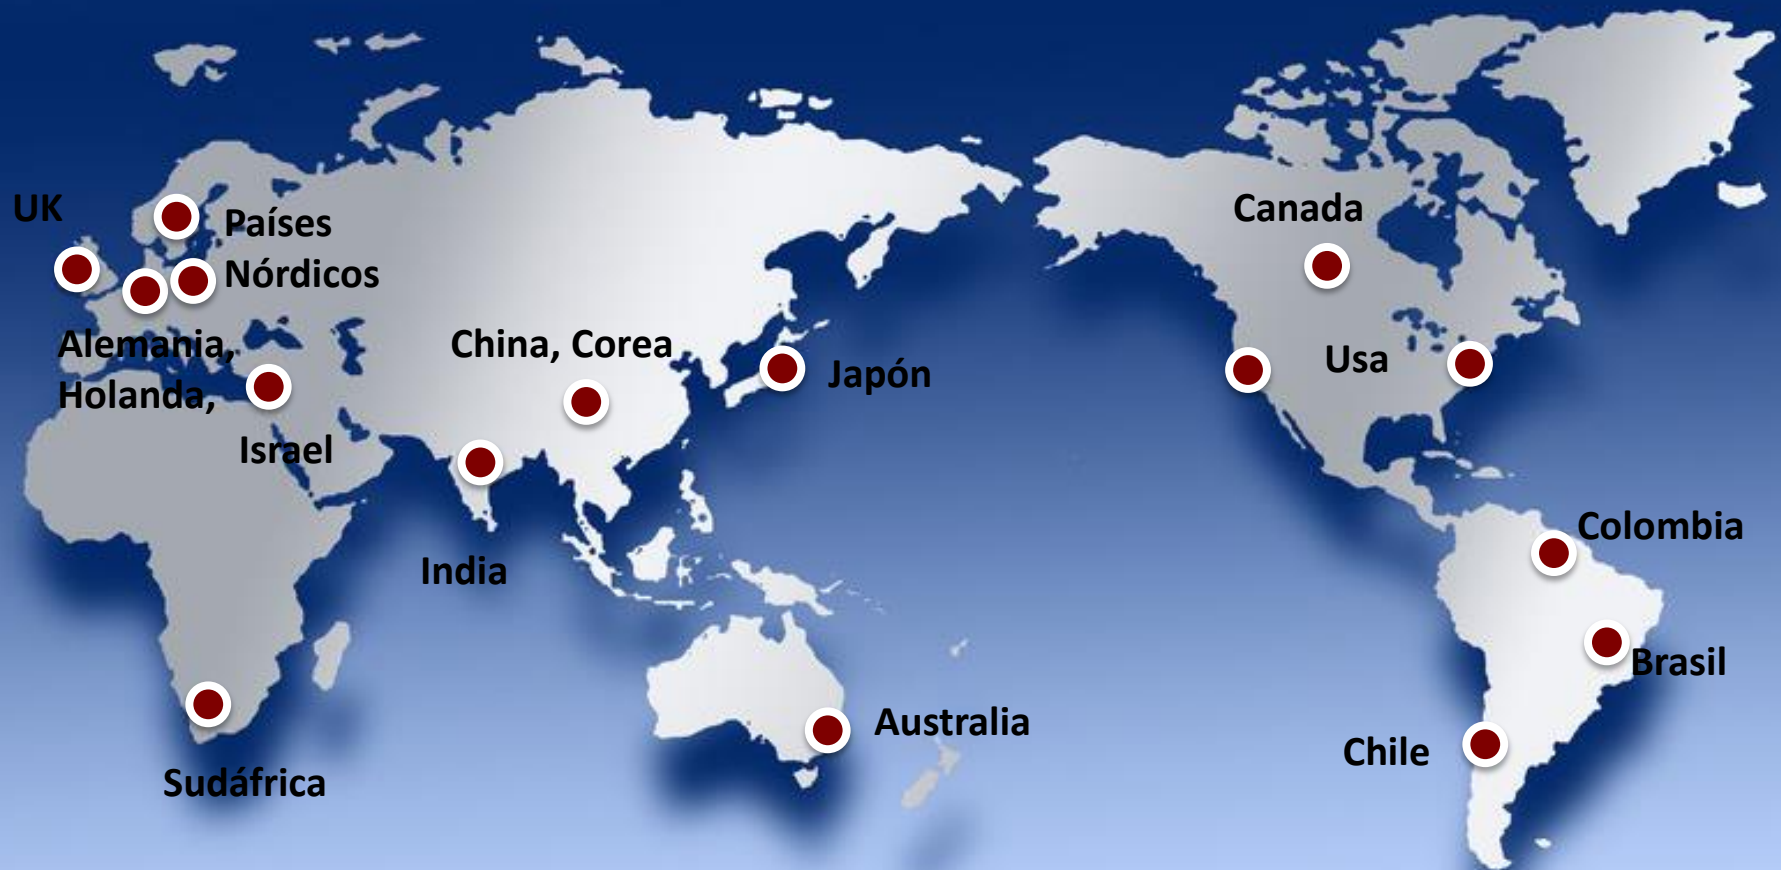 UK
Países
Nórdicos
Canada
Alemania,
Holanda,
China, Corea
Japón
Usa
Israel
India
Colombia
Brasil
Australia
Chile
Sudáfrica